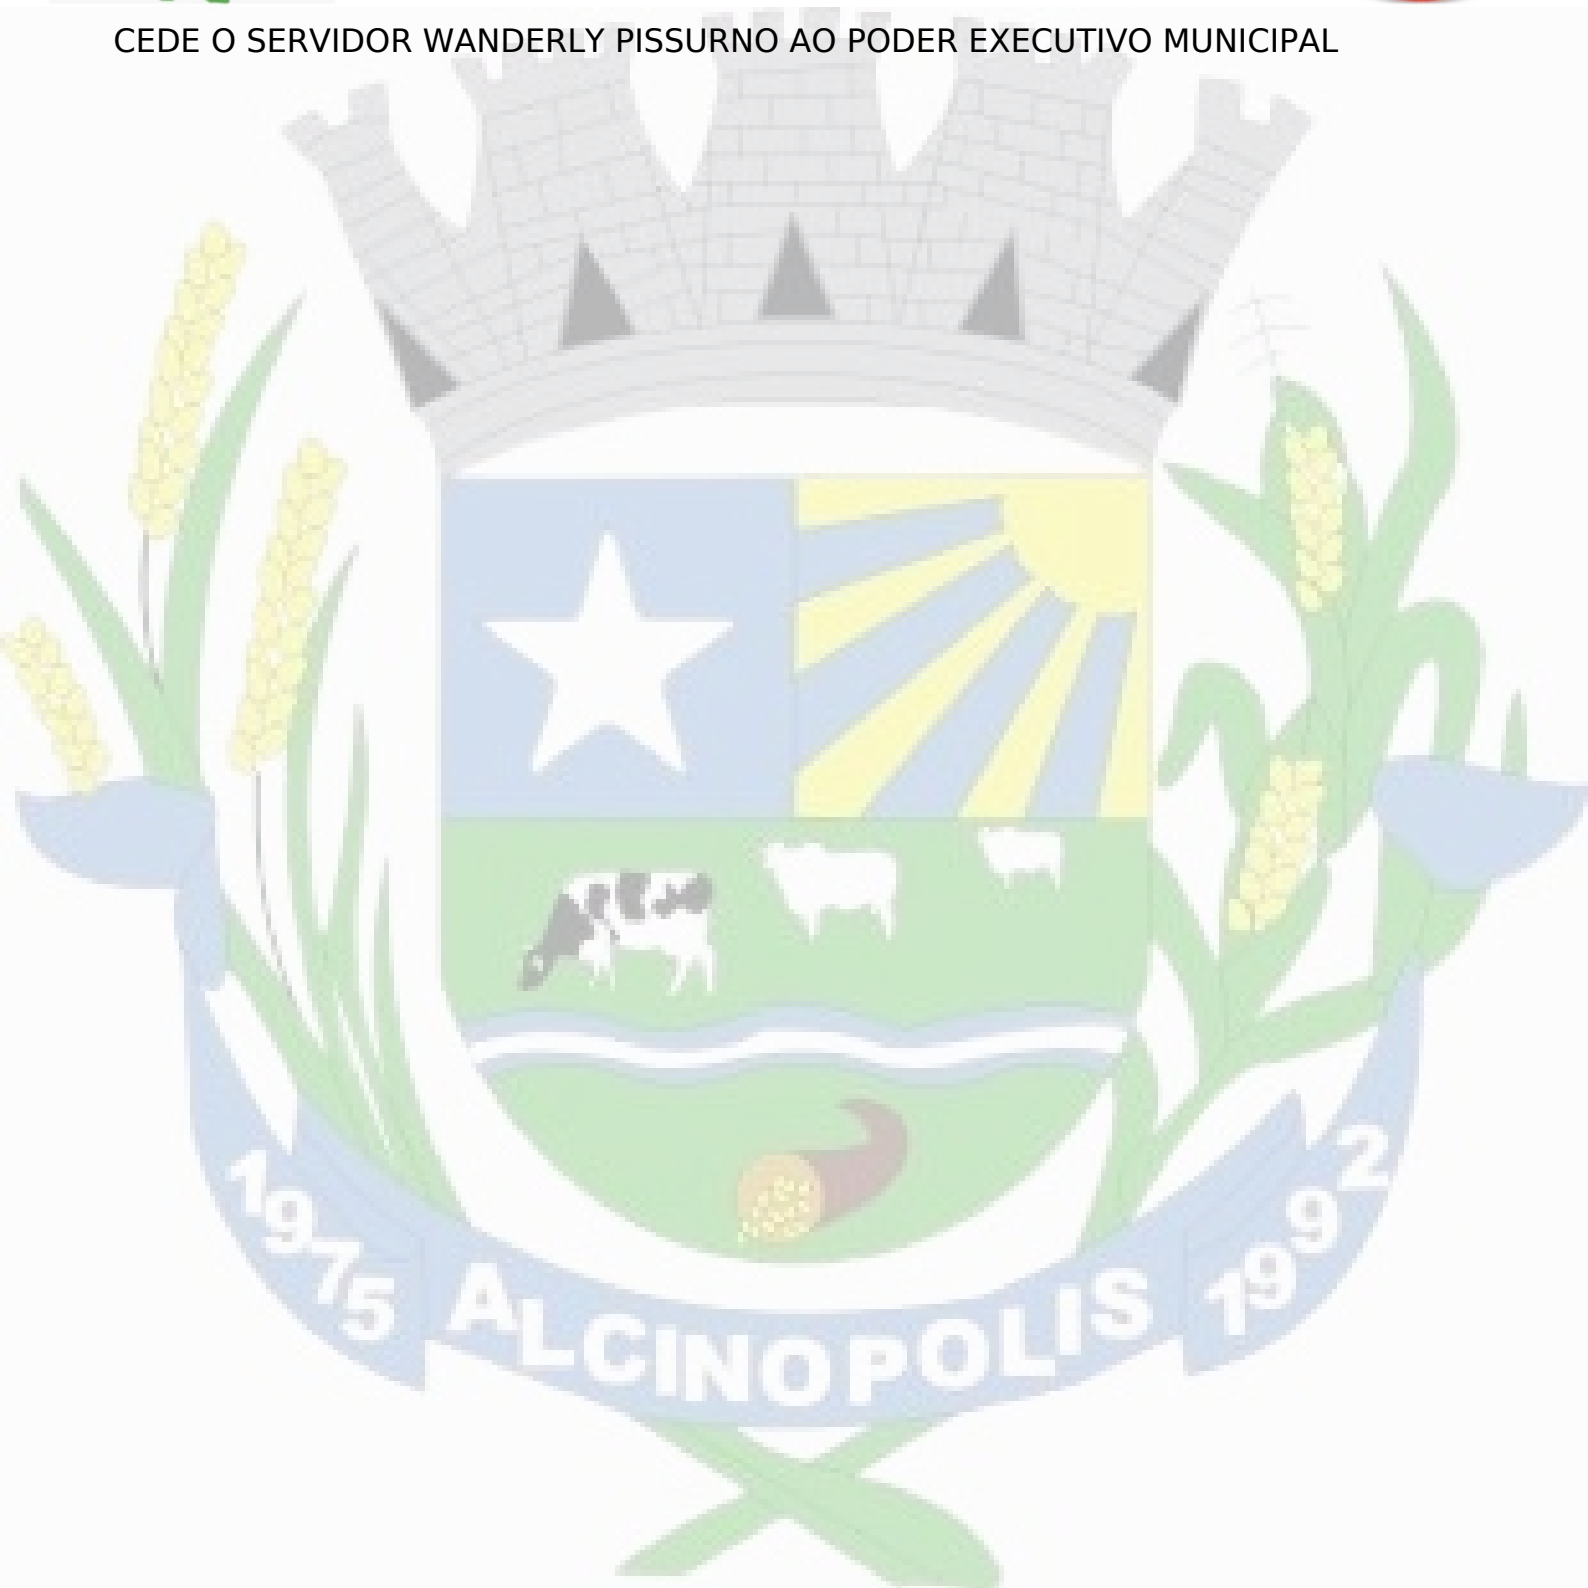 CEDE O SERVIDOR WANDERLY PISSURNO AO PODER EXECUTIVO MUNICIPAL
1975 ALCINOPOLIS 1992